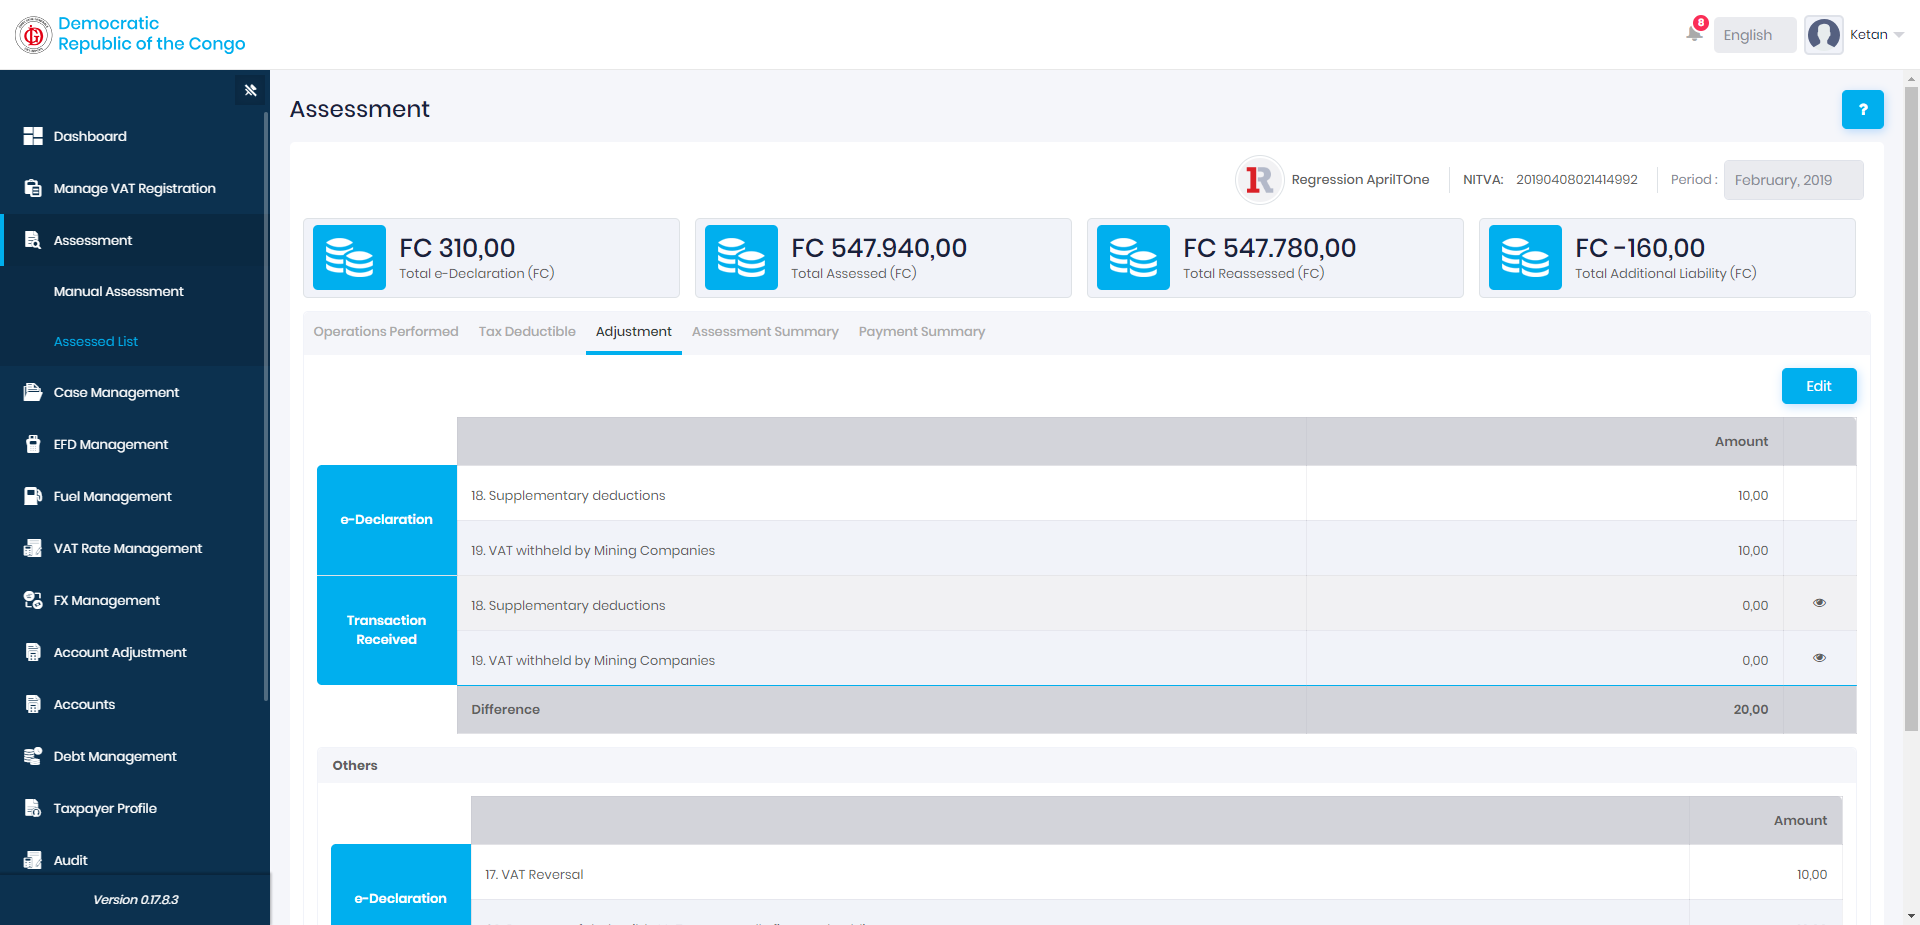 Democratic
Republic of the Congo
8
English
Ketan
Dashboard
Manage VAT Registration
Assessment
Manual Assessment
Assessed List
Case Management
EFD Management
Fuel Management
VAT Rate Management
FX Management
Account Adjustment
Accounts
Debt Management
Taxpayer Profile
Audit
Version 0.17.8.3
Assessment
?
1R
Regression AprilTOne
NITVA: 20190408021414992
Period :
February, 2019
FC 310,00
Total e-Declaration (FC)
FC 547.940,00
Total Assessed (FC)
FC 547.780,00
Total Reassessed (FC)
FC -160,00
Total Additional Liability (FC)
Operations Performed
Tax Deductible
Adjustment
Assessment Summary
Payment Summary
Edit
Amount
e-Declaration
18. Supplementary deductions 10,00
19. VAT withheld by Mining Companies 10,00
Transaction
Received
18. Supplementary deductions 0,00
19. VAT withheld by Mining Companies 0,00
Difference 20,00
Others
Amount
e-Declaration
17. VAT Reversal 10,00